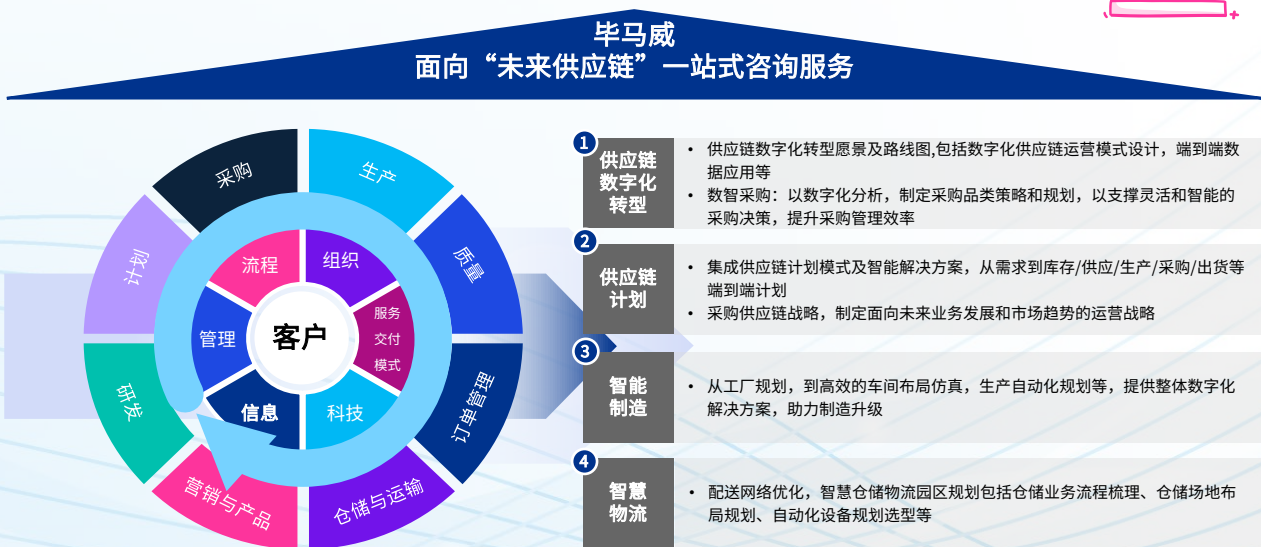 毕马威
面向“未来供应链”一站式咨询服务
采购
生产
质量
订单管理
仓储与运输
营销与产品
研发
计划
流程
组织
服务
交付
模式
科技
信息
管理
客户
1
供应链
数字化
转型
• 供应链数字化转型愿景及路线图,包括数字化供应链运营模式设计，端到端数
据应用等
• 数智采购：以数字化分析，制定采购品类策略和规划，以支撑灵活和智能的
采购决策，提升采购管理效率
2
供应链
计划
• 集成供应链计划模式及智能解决方案，从需求到库存/供应/生产/采购/出货等
端到端计划
• 采购供应链战略，制定面向未来业务发展和市场趋势的运营战略
3
智能
制造
• 从工厂规划，到高效的车间布局仿真，生产自动化规划等，提供整体数字化
解决方案，助力制造升级
4
智慧
物流
• 配送网络优化，智慧仓储物流园区规划包括仓储业务流程梳理、仓储场地布
局规划、自动化设备规划选型等